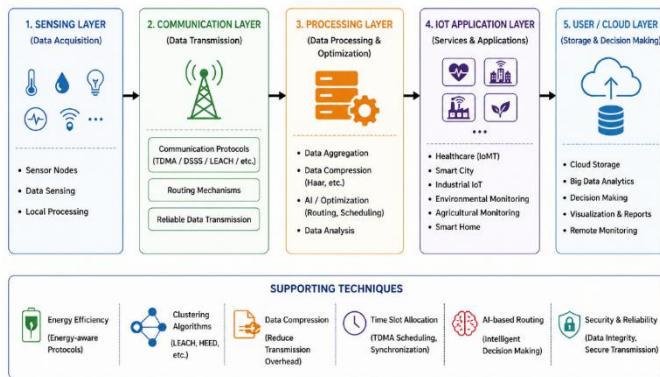 1. SENSING LAYER
(Data Acquisition)
• Sensor Nodes
• Data Sensing
• Local Processing
2. COMMUNICATION LAYER
(Data Transmission)
Communication Protocols
(TDMA / DSSS / LEACH / etc.)
Routing Mechanisms
Reliable Data Transmission
3. PROCESSING LAYER
(Data Processing &
Optimization)
• Data Aggregation
• Data Compression
(Haar, etc.)
• AI / Optimization
(Routing, Scheduling)
• Data Analysis
4. IOT APPLICATION LAYER
(Services & Applications)
• Healthcare (IoMT)
• Smart City
• Industrial IoT
• Environmental Monitoring
• Agricultural Monitoring
• Smart Home
5. USER / CLOUD LAYER
(Storage & Decision Making)
• Cloud Storage
• Big Data Analytics
• Decision Making
• Visualization & Reports
• Remote Monitoring
SUPPORTING TECHNIQUES
Energy Efficiency
(Energy-aware
Protocols)
Clustering
Algorithms
(LEACH, HEED,
etc.)
Data Compression
(Reduce
Transmission
Overhead)
Time Slot Allocation
(TDMA Scheduling,
Synchronization)
AI-based Routing
(Intelligent
Decision Making)
Security & Reliability
(Data Integrity,
Secure Transmission)